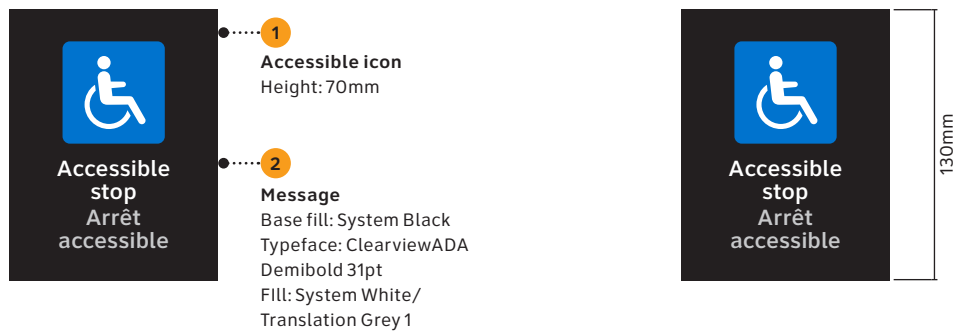 Accessible
stop
Arrêt
accessible
1
Accessible icon
Height: 70mm
2
Message
Base fill: System Black
Typeface: ClearviewADA
Demibold 31pt
FIll: System White/
Translation Grey 1
Accessible
stop
Arrêt
accessible
130mm